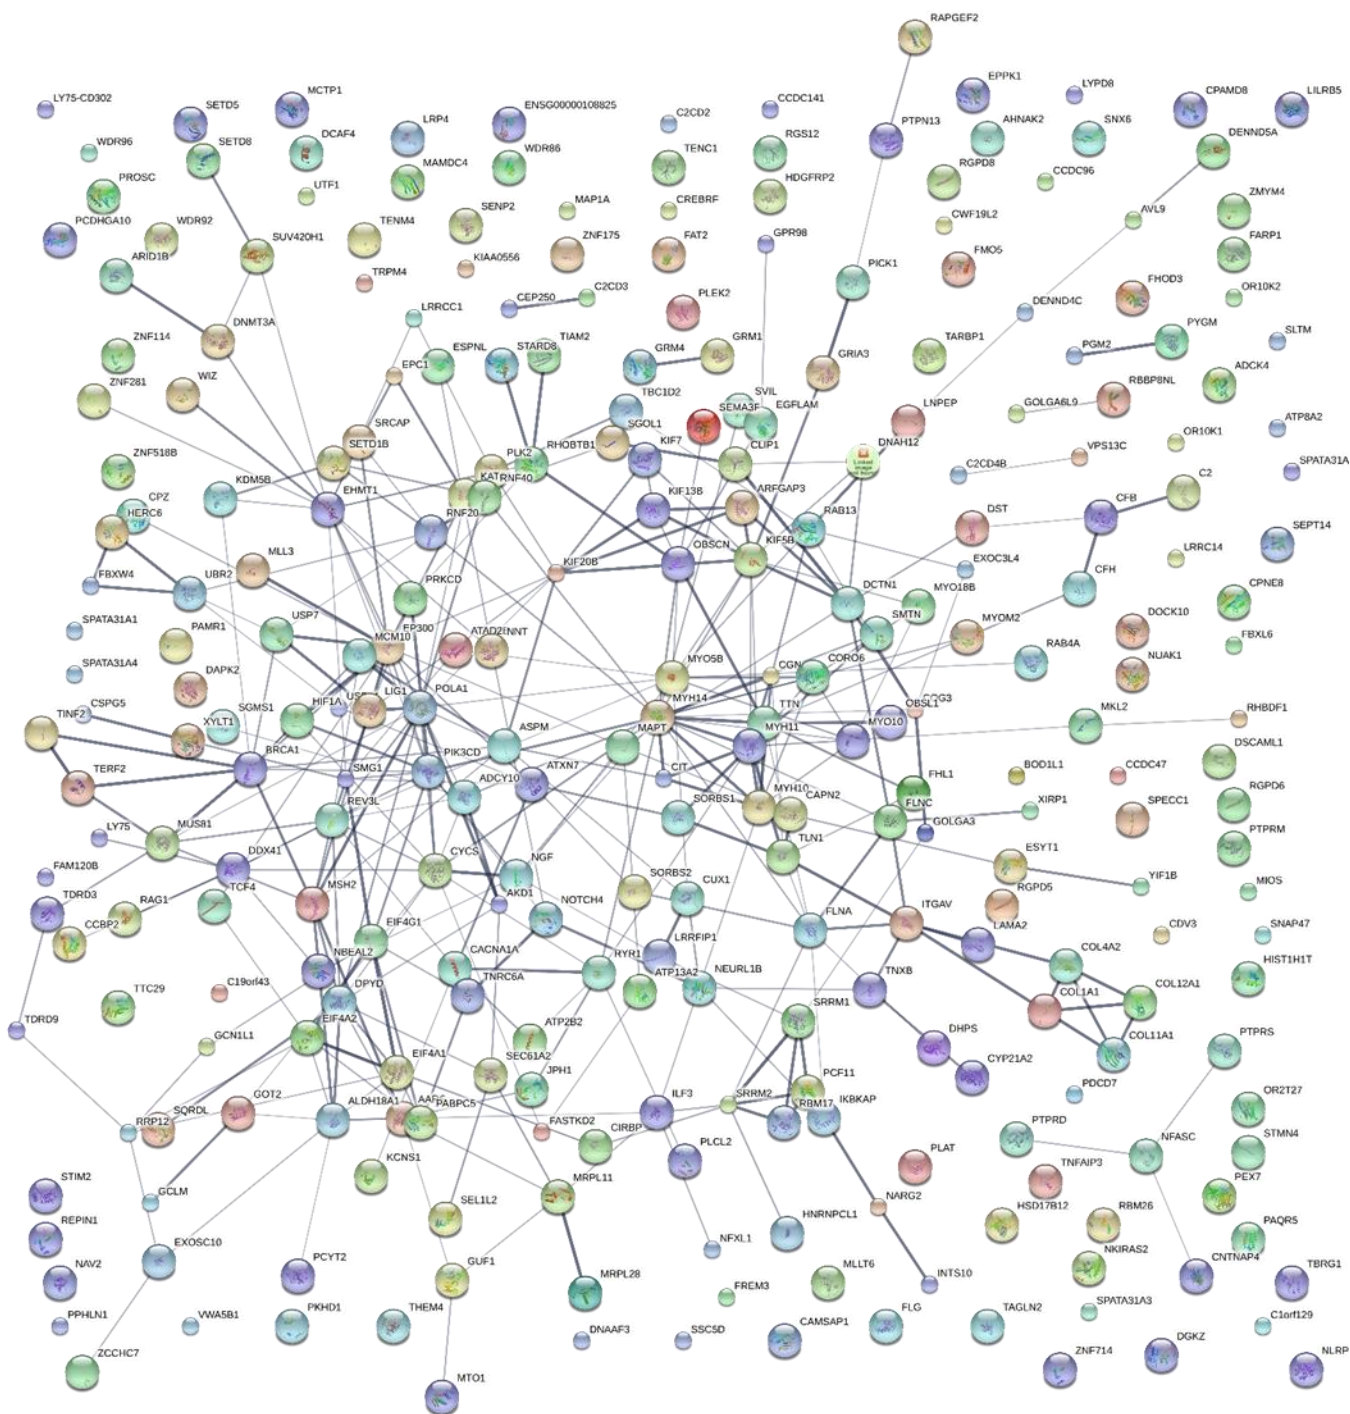 RAPGEF2
LY75-CD302
SETD5
MCTP1
ENSG00000108825
C2CD2
CCDC141
EPPK1
LYPD8
CPAMD8
LILRB5
WDR96
SETD8
DCAF4
LRP4
WDR86
TENC1
RGS12
PTPN13
AHNAK2
SNX6
DENND5A
PROSC
UTF1
MAMDC4
HDGFRP2
RGPD8
CCDC96
ZMYM4
PCDHGA10
WDR92
SUV420H1
TENM4
SENP2
MAP1A
CREBRF
CWF19L2
AVL9
FARP1
ARID1B
TRPM4
KIAA0556
ZNF175
FAT2
GPR98
PICK1
FMO5
FHOD3
OR10K2
DNMT3A
LRRCC1
CEP250
C2CD3
PLEK2
DENND4C
ZNF114
ESPNL
STARD8
TIAM2
GRM4
GRM1
GRIA3
TARBP1
PGM2
PYGM
SLTM
ZNF281
WIZ
EPC1
TBC1D2
SVIL
EGFLAM
SEMA3F
LNPEP
GOLGA6L9
RBBP8NL
ADCK4
ATP8A2
SRCAP
SETD1B
PLK2
RHOBTB1
SGOL1
KIF7
CLIP1
DNAH12
Linked
image
C2CD4B
VPS13C
OR10K1
SPATA31A
ZNF518B
KDM5B
EHMT1
RNF40
RNF20
KIF13B
ARFGAP3
RAB13
C2
CFB
CPZ
HERC6
FBXW4
UBR2
MLL3
PRKCD
KIF20B
OBSCN
KIF5B
EXOC3L4
DST
LRRC14
SEPT14
CFH
CPNE8
DCTN1
MYO18B
SMTN
SPATA31A1
PAMR1
USP7
MCM10
EP300
ATAD2
NNT
MYO5B
CGN
CORO6
MYOM2
RAB4A
DOCK10
NUAK1
FBXL6
SPATA31A4
DAPK2
CSPG5
XYLT1
SGMS1
HIF1A
LIG1
POLA1
ASPM
MYH14
MAPT
TTN
MYH11
MYO10
OBSL1
COG3
MKL2
RHBDF1
TINF2
TERF2
BRCA1
SMG1
PIK3CD
ADCY10
ATXN7
CIT
MYH10
CAPN2
FHL1
FLNC
GOLGA3
BOD1L1
CCDC47
DSCAML1
XIRP1
SPECC1
RGPD6
LY75
MUS81
REV3L
SORBS1
TLN1
PTPRM
FAM120B
DDX41
CYCS
NGF
ESYT1
YIF1B
MIOS
TDRD3
CCBP2
RAG1
TCF4
MSH2
AKD1
NOTCH4
SORBS2
CUX1
FLNA
ITGAV
RGPD5
LAMA2
CDV3
SNAP47
EIF4G1
NBEAL2
CACNA1A
TNRC6A
RYR1
LRRFIP1
ATP13A2
NEURL1B
TNXB
COL4A2
COL1A1
COL12A1
HIST1H1T
TTC29
C19orf43
DPYD
TDRD9
GCN1L1
EIF4A2
EIF4A1
ATP2B2
SEC61A2
JPH1
SRRM1
DHPS
CYP21A2
COL11A1
PTPRS
PDCD7
OR2T27
RRP12
SQRDL
GOT2
ALDH18A1
PABPC5
FASTKD2
CIRBP
ILF3
SRRM2
PCF11
RBM17
IKBKAP
PTPRD
NFASC
STMN4
STIM2
GCLM
KCNS1
MRPL11
PLCL2
PLAT
TNFAIP3
PEX7
REPIN1
SEL1L2
HNRNPCL1
NARG2
HSD17B12
RBM26
PAQR5
EXOSC10
NAV2
PCYT2
GUF1
MRPL28
NFXL1
MLLT6
INTS10
NKIRAS2
CNTNAP4
TBRG1
FREM3
PPHLN1
VWA5B1
PKHD1
THEM4
DNAAF3
SSC5D
CAMSAP1
FLG
TAGLN2
SPATA31A3
C1orf129
ZCCHC7
MTO1
ZNF714
DGKZ
NLRP